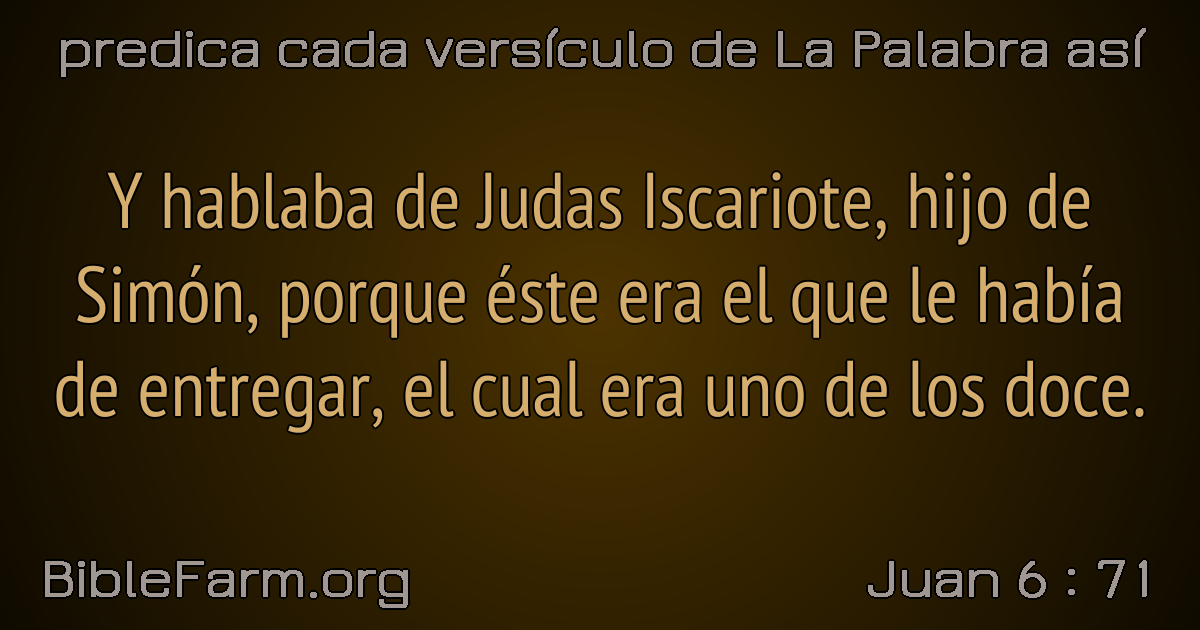 predica cada versículo de La Palabra así
Y hablaba de Judas Iscariote, hijo de
Simón, porque éste era el que le había
de entregar, el cual era uno de los doce.
BibleFarm.org
Juan 6 : 71